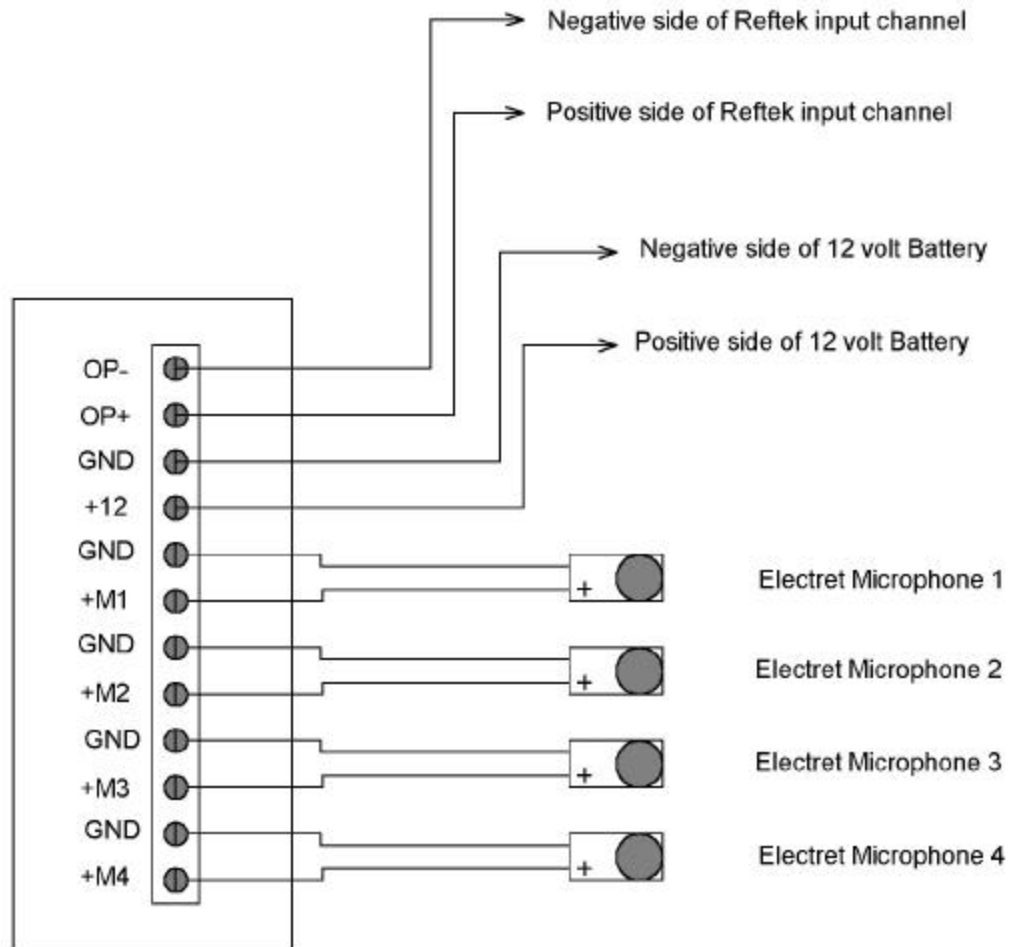 Negative side of Reftek input channel
Positive side of Reftek input channel
Negative side of 12 volt Battery
Positive side of 12 volt Battery
OP-
OP+
GND
+12
GND
+M1
GND
+M2
GND
+M3
GND
+M4
+
Electret Microphone 1
+
Electret Microphone 2
+
Electret Microphone 3
+
Electret Microphone 4